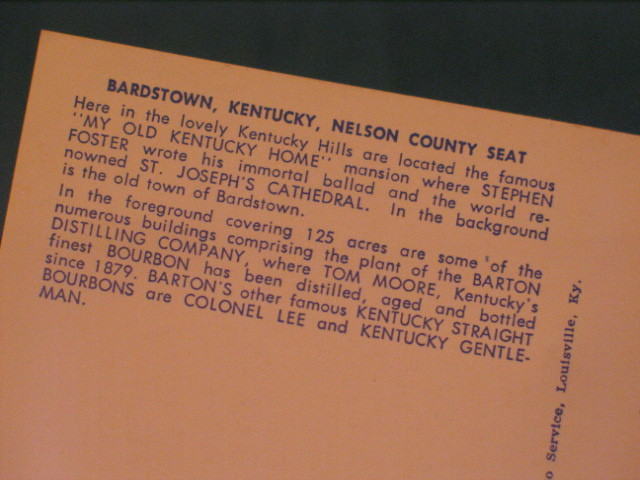 BARDSTOWN, KENTUCKY, NELSON COUNTY SEAT
Here in the lovely Kentucky Hills are located the famous
"MY OLD KENTUCKY HOME" mansion where STEPHEN
FOSTER wrote his immortal ballad and the world re-
nowned ST. JOSEPH'S CATHEDRAL. In the background
is the old town of Bardstown.
In the foreground covering 125 acres are some of the
numerous buildings comprising the plant of the BARTON
DISTILLING COMPANY, where TOM MOORE, Kentucky's
finest BOURBON has been distilled, aged and bottled
since 1879. BARTON'S other famous KENTUCKY STRAIGHT
BOURBONS are COLONEL LEE and KENTUCKY GENTLE-
MAN.
o Service, Louisville, Ky.